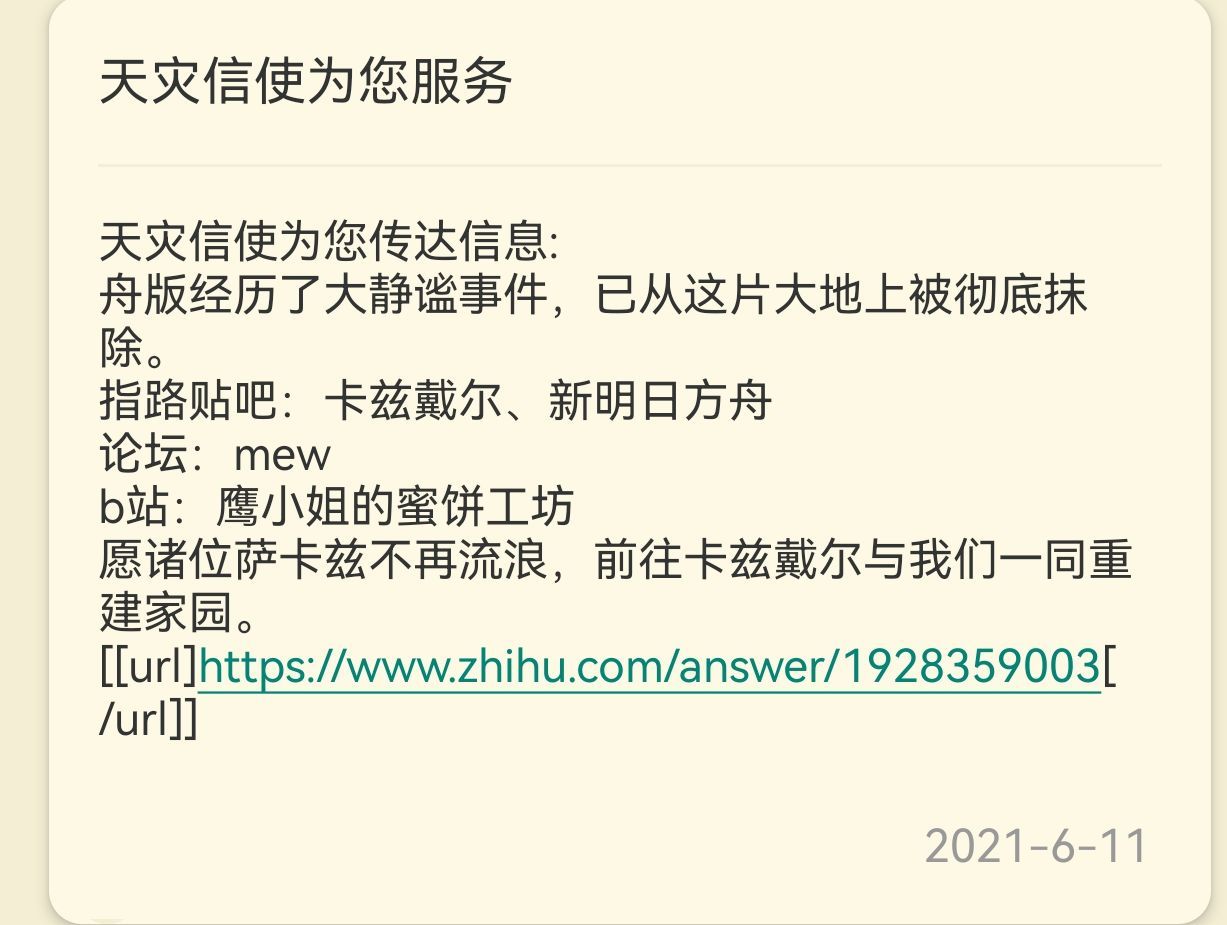 天灾信使为您服务
天灾信使为您传达信息:
舟版经历了大静谧事件，已从这片大地上被彻底抹
除。
指路贴吧：卡兹戴尔、新明日方舟
论坛：mew
b站：鹰小姐的蜜饼工坊
愿诸位萨卡兹不再流浪，前往卡兹戴尔与我们一同重
建家园。
[[url]https://www.zhihu.com/answer/1928359003[
/url]]
2021-6-11